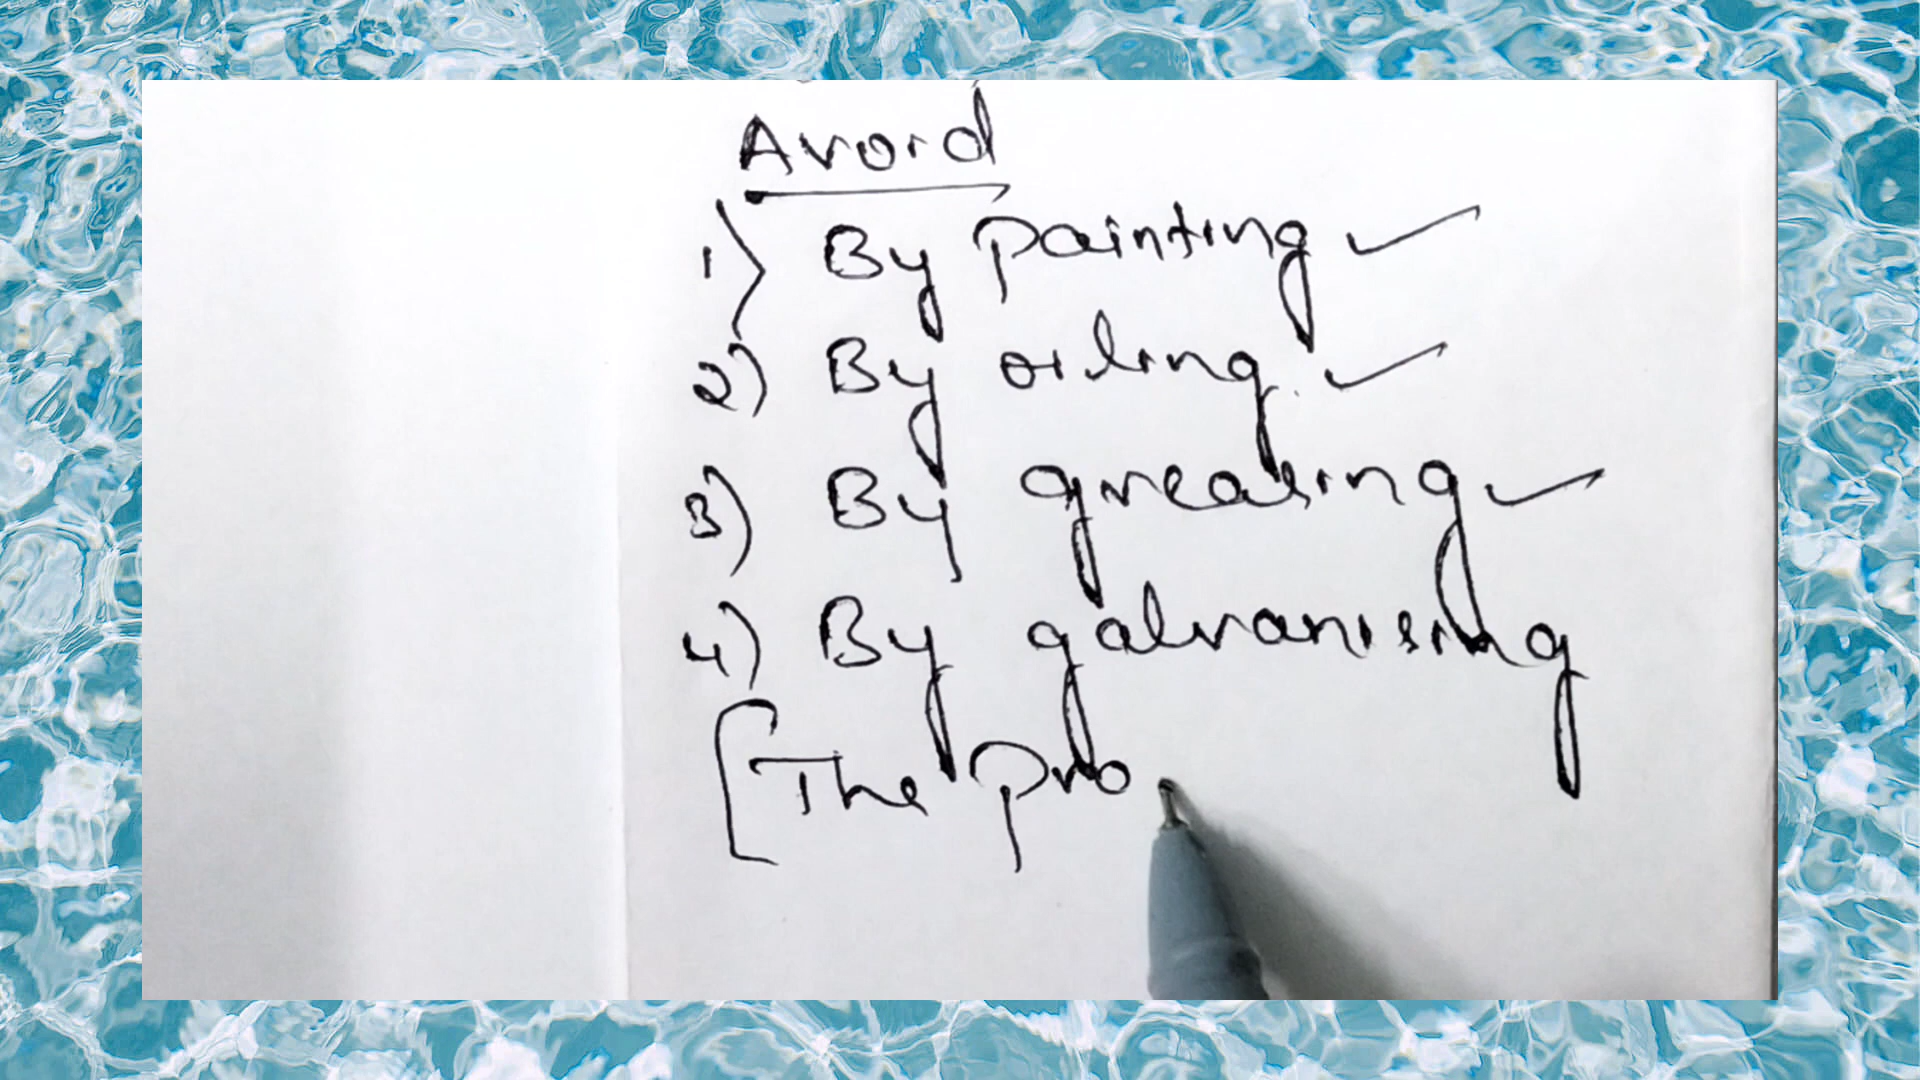 Avoid
1) By painting ✓
2) By oiling. ✓
3) By greasing ✓
4) By galvanising
[The pro